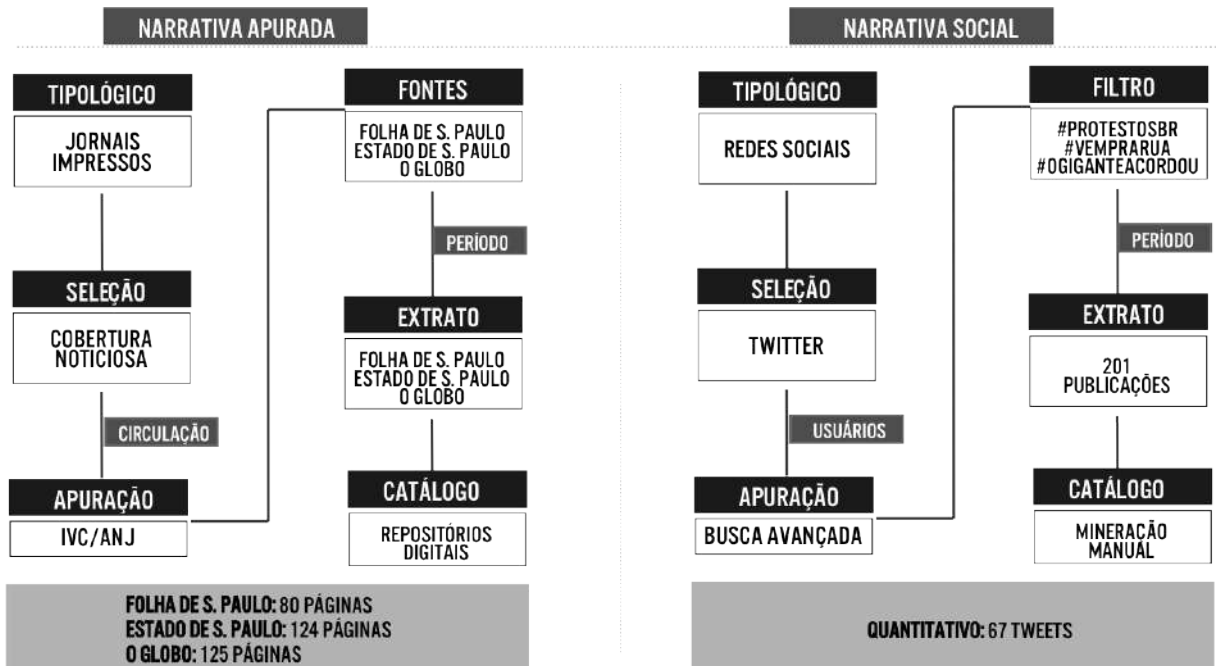 NARRATIVA APURADA
TIPOLÓGICO
JORNAIS
IMPRESSOS
SELEÇÃO
COBERTURA
NOTICIOSA
CIRCULAÇÃO
APURAÇÃO
IVC/ANJ
FONTES
FOLHA DE S. PAULO
ESTADO DE S. PAULO
O GLOBO
PERÍODO
EXTRATO
FOLHA DE S. PAULO
ESTADO DE S. PAULO
O GLOBO
CATÁLOGO
REPOSITÓRIOS
DIGITAIS
FOLHA DE S. PAULO: 80 PÁGINAS
ESTADO DE S. PAULO: 124 PÁGINAS
O GLOBO: 125 PÁGINAS
NARRATIVA SOCIAL
TIPOLÓGICO
REDES SOCIAIS
SELEÇÃO
TWITTER
USUÁRIOS
APURAÇÃO
BUSCA AVANÇADA
FILTRO
#PROTESTOSBR
#VEMPRARUA
#OGIGANTEACORDOU
PERÍODO
EXTRATO
201
PUBLICAÇÕES
CATÁLOGO
MINERAÇÃO
MANUAL
QUANTITATIVO: 67 TWEETS